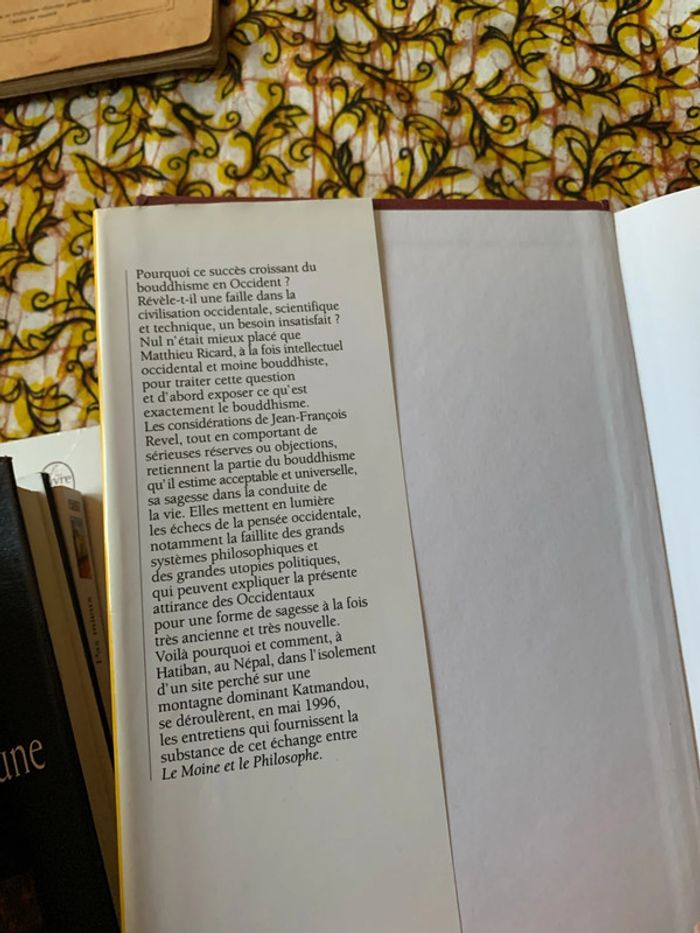 Pourquoi ce succès croissant du
bouddhisme en Occident ?
Révèle-t-il une faille dans la
civilisation occidentale, scientifique
et technique, un besoin insatisfait ?
Nul n'était mieux placé que
Matthieu Ricard, à la fois intellectuel
occidental et moine bouddhiste,
pour traiter cette question
et d'abord exposer ce qu'est
exactement le bouddhisme.
Les considérations de Jean-François
Revel, tout en comportant de
sérieuses réserves ou objections,
retiennent la partie du bouddhisme
qu'il estime acceptable et universelle,
sa sagesse dans la conduite de
la vie. Elles mettent en lumière
les échecs de la pensée occidentale,
notamment la faillite des grands
systèmes philosophiques et
des grandes utopies politiques,
qui peuvent expliquer la présente
attirance des Occidentaux
pour une forme de sagesse à la fois
très ancienne et très nouvelle.
Voilà pourquoi et comment, à
Hatiban, au Népal, dans l'isolement
d'un site perché sur une
montagne dominant Katmandou,
se déroulèrent, en mai 1996,
les entretiens qui fournissent la
substance de cet échange entre
Le Moine et le Philosophe.
une